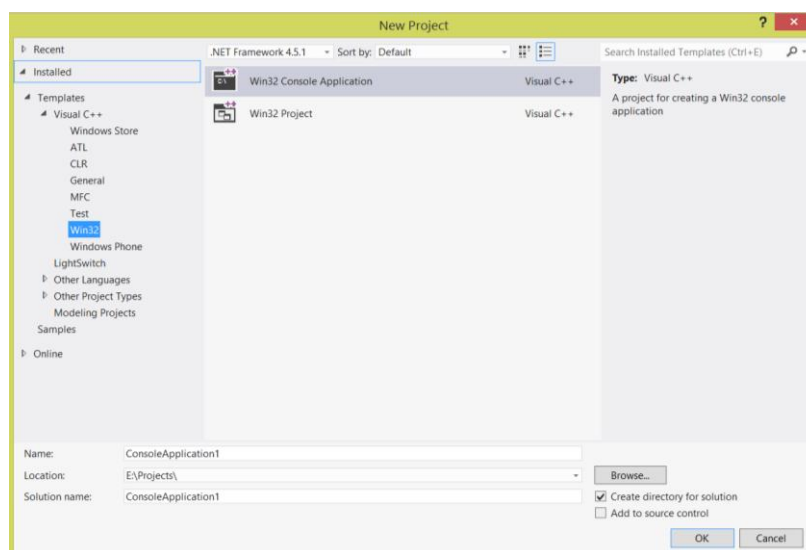 New Project
?
Recent
Installed
Templates
Visual C++
Windows Store
ATL
CLR
General
MFC
Test
Win32
Windows Phone
LightSwitch
Other Languages
Other Project Types
Modeling Projects
Samples
Online
.NET Framework 4.5.1 Sort by: Default
Win32 Console Application Visual C++
Win32 Project Visual C++
Search Installed Templates (Ctrl+E)
Type: Visual C++
A project for creating a Win32 console
application
Name: ConsoleApplication1
Location: E:\Projects\
Browse...
Solution name: ConsoleApplication1
Create directory for solution
Add to source control
OK Cancel